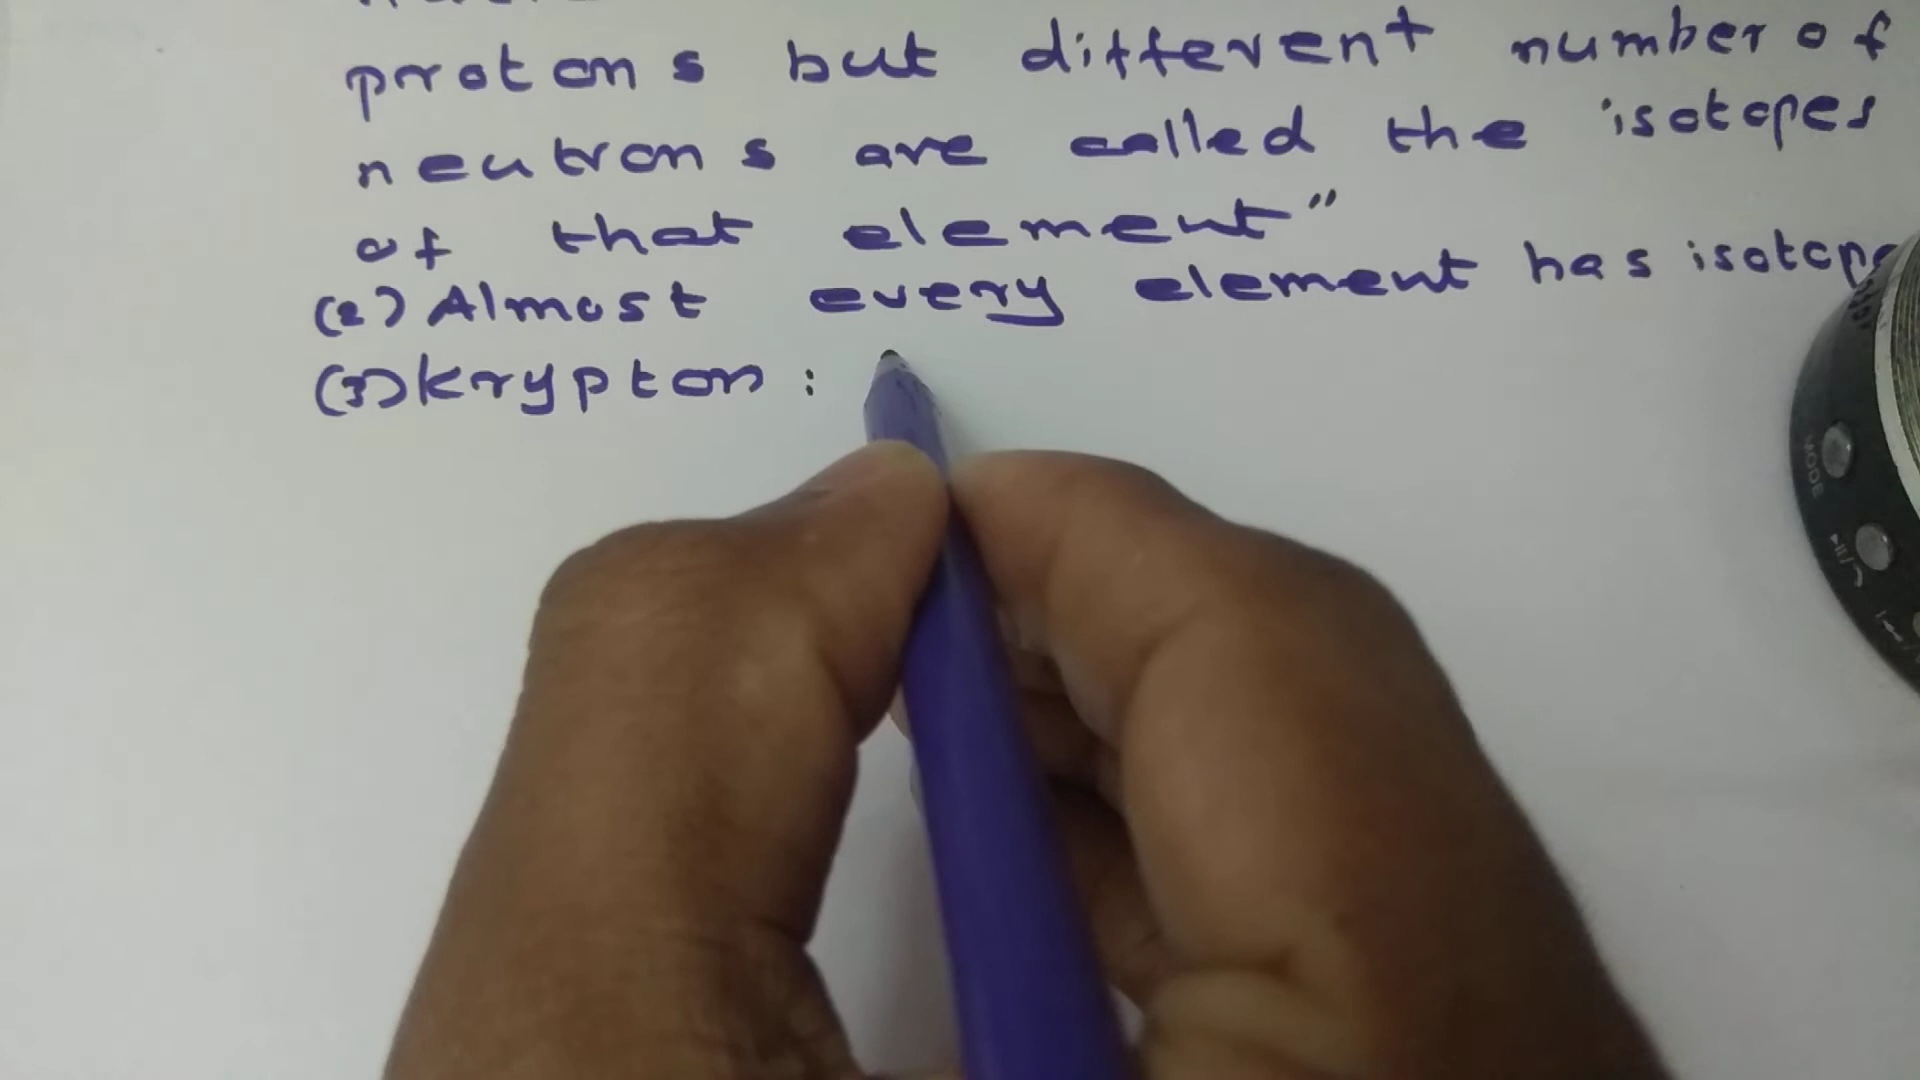 protons but different number of
neutrons are called the isotopes
of that element"
(2) Almost every element has isotope
(3) Krypton :
MODE